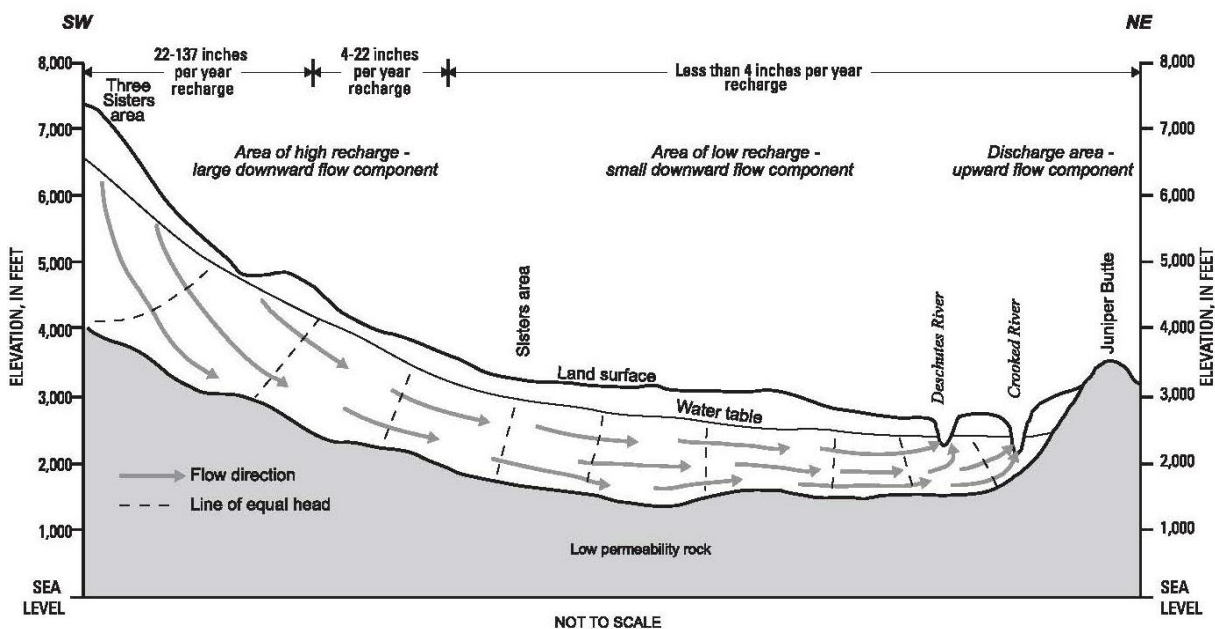 SW
NE
22-137 inches
per year
recharge
4-22 inches
per year
recharge
Less than 4 inches per year
recharge
8,000
7,000
6,000
5,000
4,000
3,000
2,000
1,000
SEA
LEVEL
ELEVATION, IN FEET
8,000
7,000
6,000
5,000
4,000
3,000
2,000
1,000
SEA
LEVEL
ELEVATION, IN FEET
Three
Sisters
area
Area of high recharge -
large downward flow component
Area of low recharge -
small downward flow component
Discharge area -
upward flow component
Sisters area
Deschutes River
Crooked River
Juniper Butte
Land surface
Water table
Flow direction
Line of equal head
Low permeability rock
NOT TO SCALE